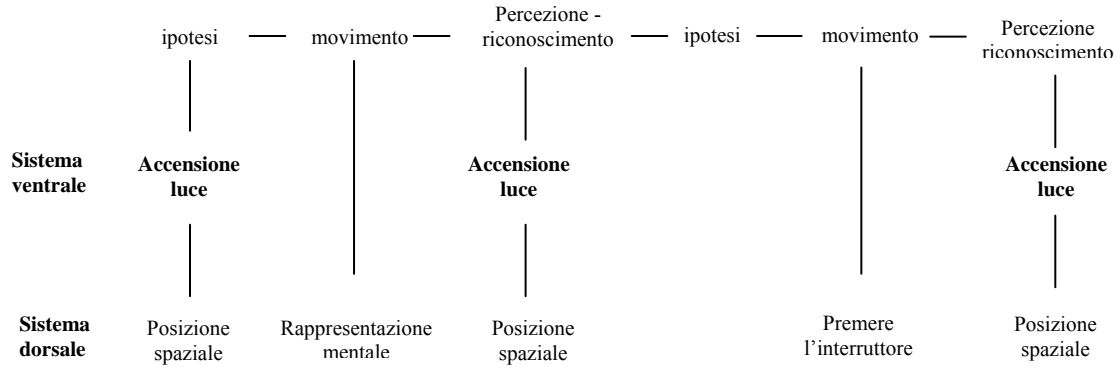 ipotesi
movimento
Percezione -
riconoscimento
ipotesi
movimento
Percezione
riconoscimento
Sistema
ventrale
Accensione
luce
Accensione
luce
Accensione
luce
Sistema
dorsale
Posizione
spaziale
Rappresentazione
mentale
Posizione
spaziale
Premere
l'interruttore
Posizione
spaziale